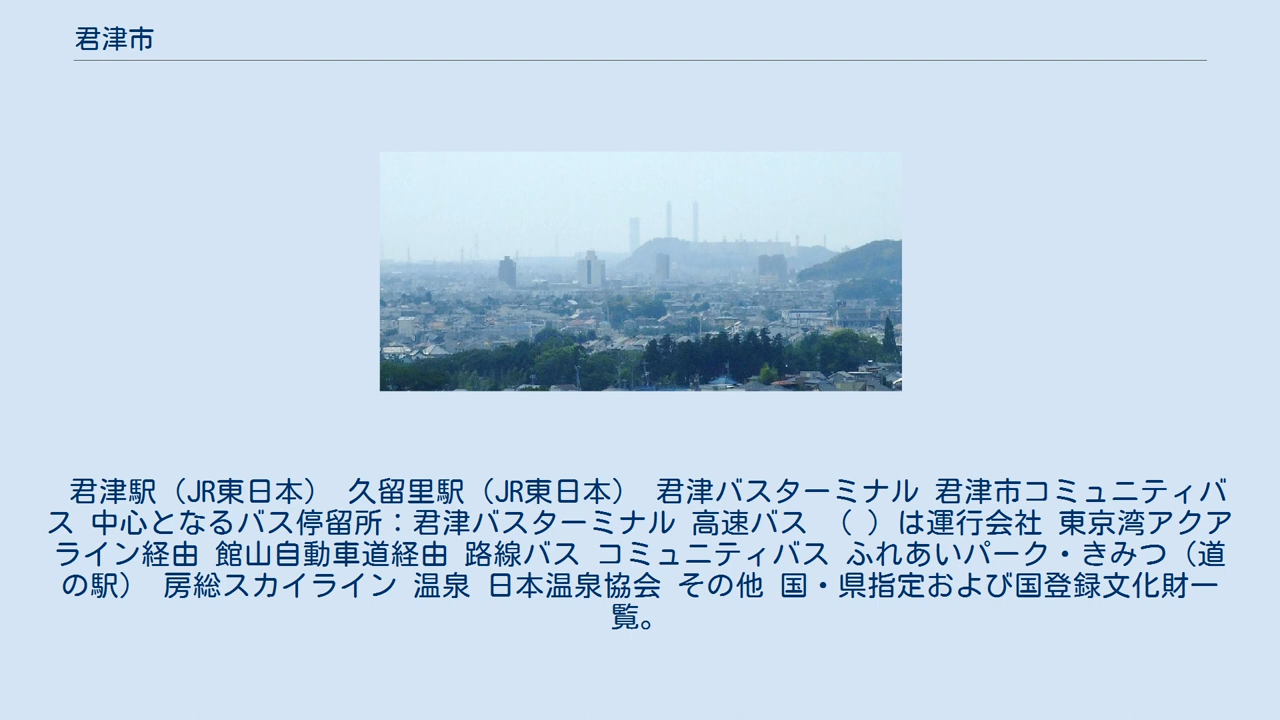 君津市
君津駅（JR東日本） 久留里駅（JR東日本） 君津バスターミナル 君津市コミュニティバ
ス 中心となるバス停留所：君津バスターミナル 高速バス （ ）は運行会社 東京湾アクア
ライン経由 館山自動車道経由 路線バス コミュニティバス ふれあいパーク・きみつ（道
の駅） 房総スカイライン 温泉 日本温泉協会 その他 国・県指定および国登録文化財一
覧。